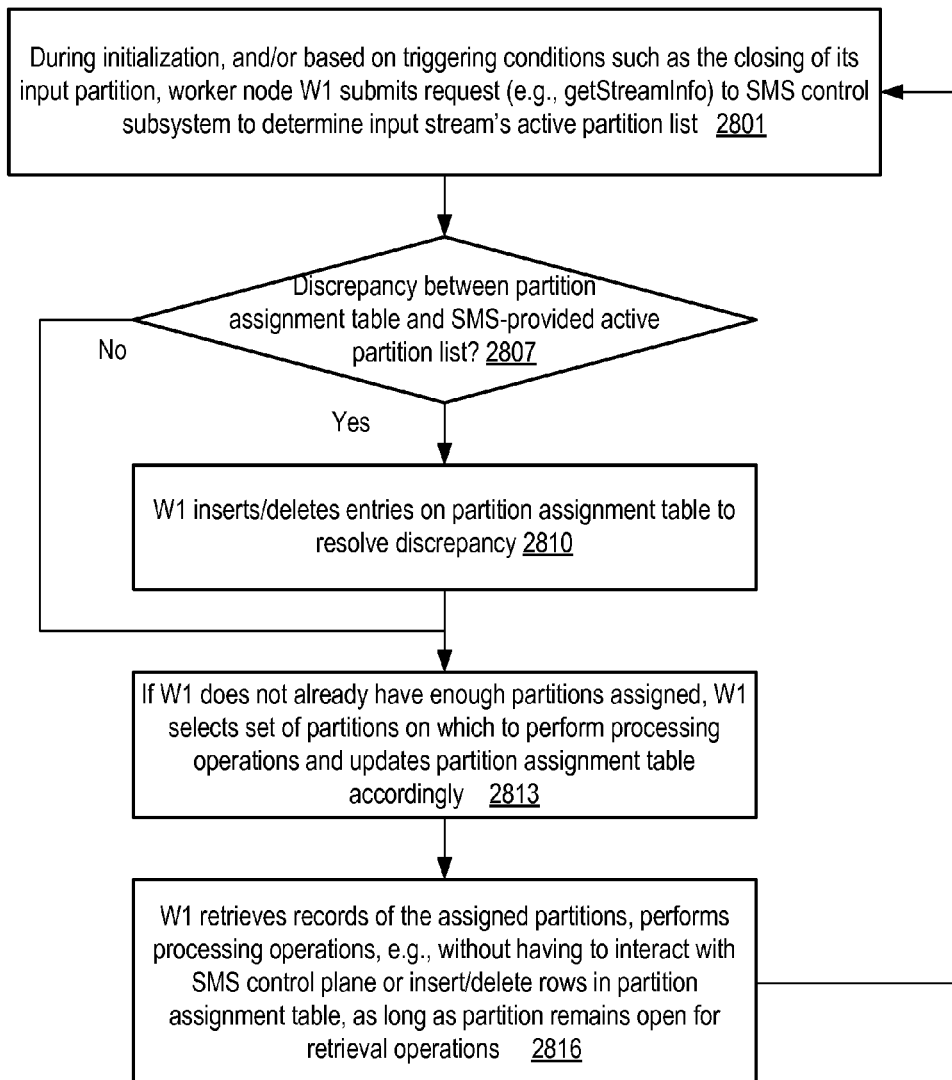 During initialization, and/or based on triggering conditions such as the closing of its
input partition, worker node W1 submits request (e.g., getStreamInfo) to SMS control
subsystem to determine input stream's active partition list 2801
Discrepancy between partition
assignment table and SMS-provided active
partition list? 2807
No
Yes
W1 inserts/deletes entries on partition assignment table to
resolve discrepancy 2810
If W1 does not already have enough partitions assigned, W1
selects set of partitions on which to perform processing
operations and updates partition assignment table
accordingly 2813
W1 retrieves records of the assigned partitions, performs
processing operations, e.g., without having to interact with
SMS control plane or insert/delete rows in partition
assignment table, as long as partition remains open for
retrieval operations 2816